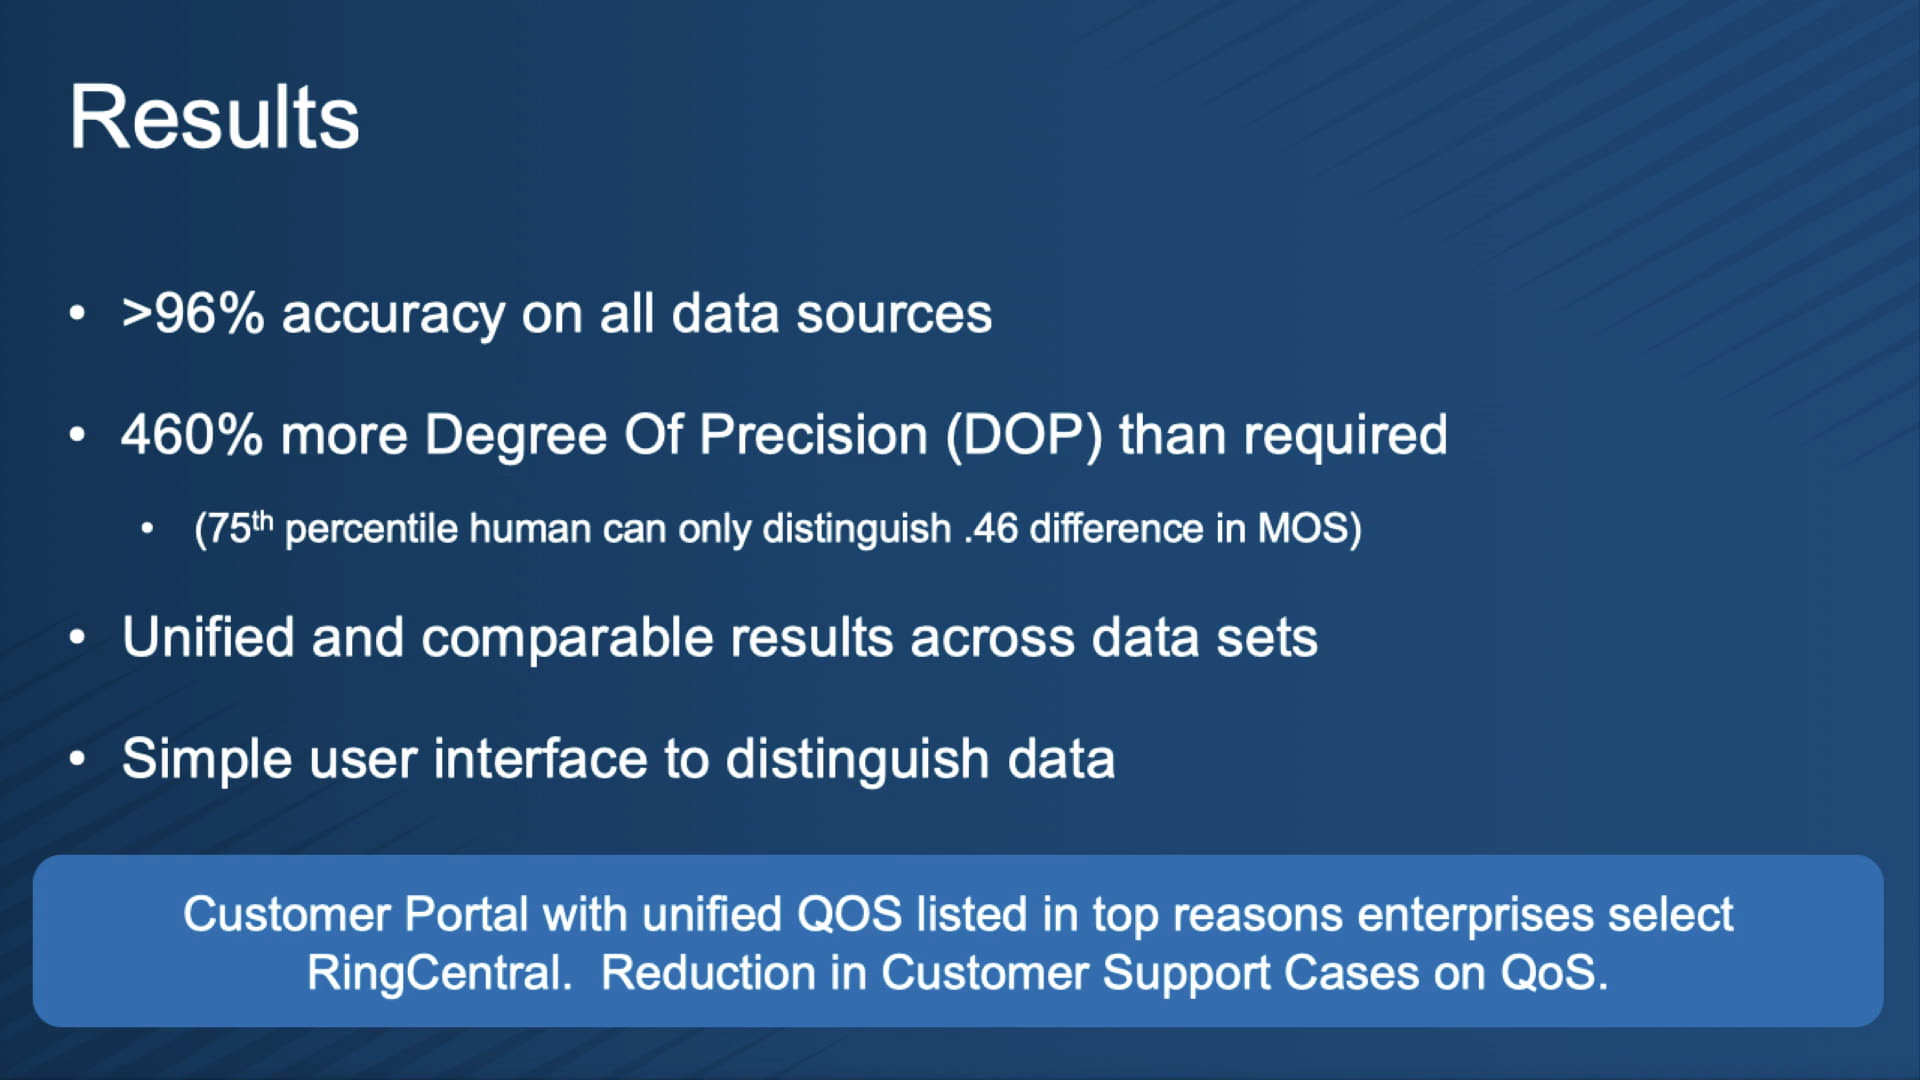 Results
• >96% accuracy on all data sources
• 460% more Degree Of Precision (DOP) than required
• (75th percentile human can only distinguish .46 difference in MOS)
• Unified and comparable results across data sets
• Simple user interface to distinguish data
Customer Portal with unified QOS listed in top reasons enterprises select
RingCentral.  Reduction in Customer Support Cases on QoS.